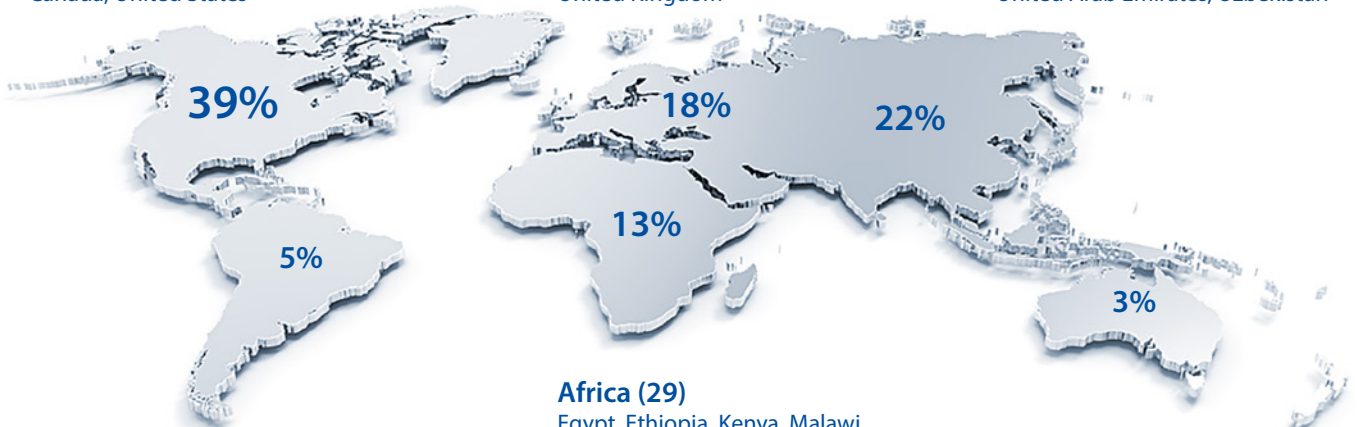 Canada, United States
United Kingdom
United Arab Emirates, Uzbekistan
39%
18%
22%
13%
5%
3%
Africa (29)
Egypt, Ethiopia, Kenya, Malawi,